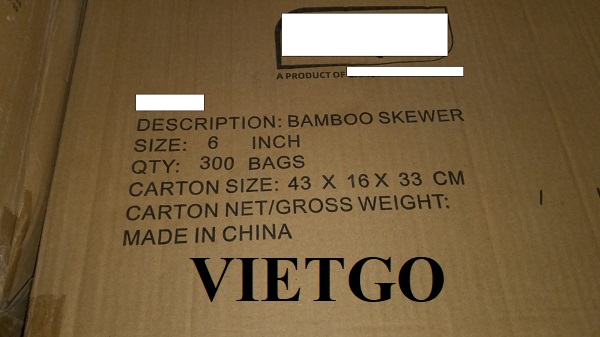 A PRODUCT OF
DESCRIPTION: BAMBOO SKEWER
SIZE: 6 INCH
QTY: 300 BAGS
CARTON SIZE: 43 X 16 X 33 CM
CARTON NET/GROSS WEIGHT:
MADE IN CHINA
VIETGO